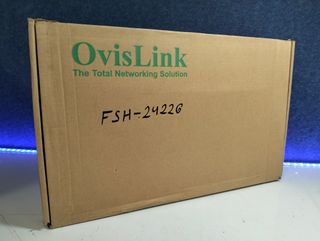 OvisLink
The Total Networking Solution
FSH-2422G